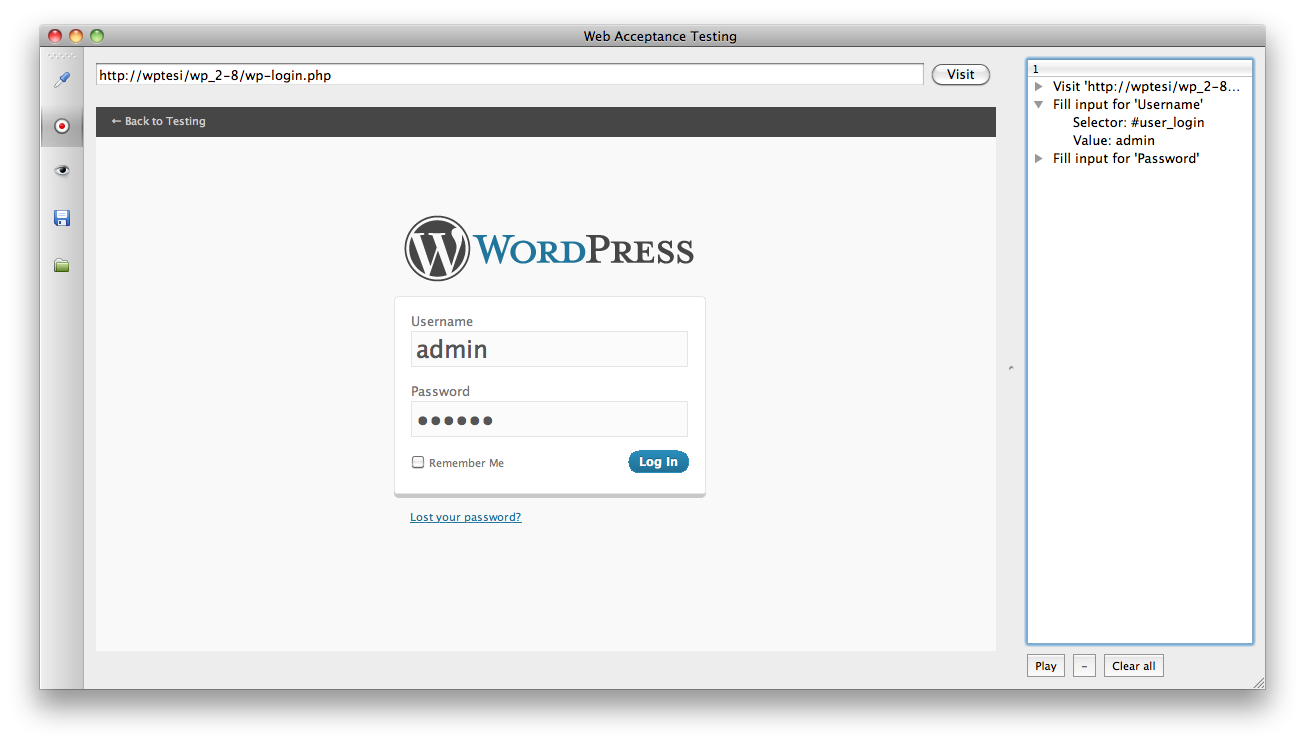 Web Acceptance Testing
http://wptesi/wp_2-8/wp-login.php
Visit
← Back to Testing
W WORDPRESS
Username
admin
Password
●●●●●●
Remember Me
Log In
Lost your password?
1
Visit 'http://wptesi/wp_2-8...
Fill input for 'Username'
Selector: #user_login
Value: admin
Fill input for 'Password'
Play
-
Clear all